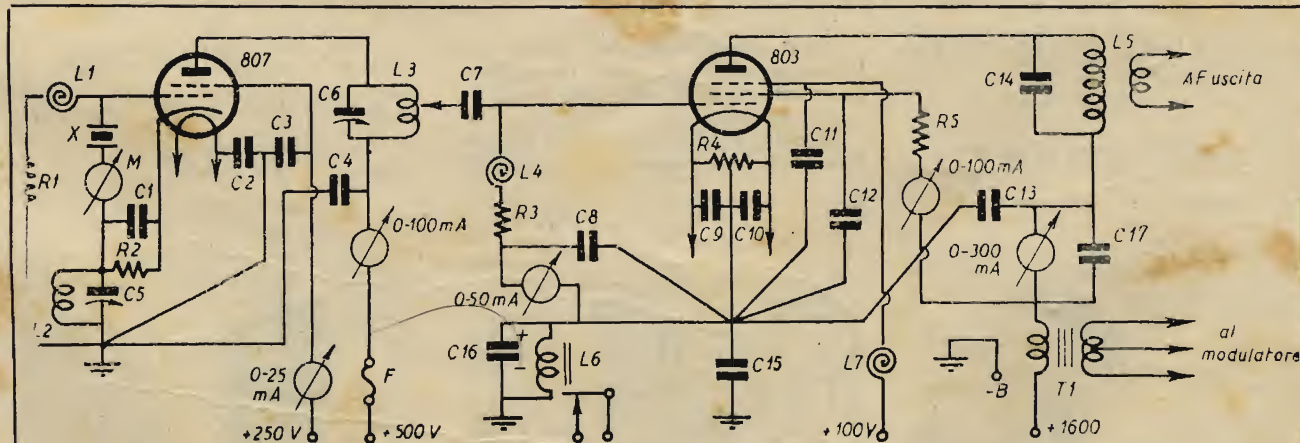 807
803
L1
L3
C7
L5
C6
C14
AF uscita
X
C3
C11
R5
R4
M
C2
R1
C4
L4
0-100mA
C13
C1
R3
C12
C8
C9
C10
0-100mA
R2
0-300
mA
C17
C5
0-50mA
L2
+
C16
-
L6
C15
L7
0-25
mA
F
-B
T1
al
modulatore
+250 V
+500V
+100V
+1600